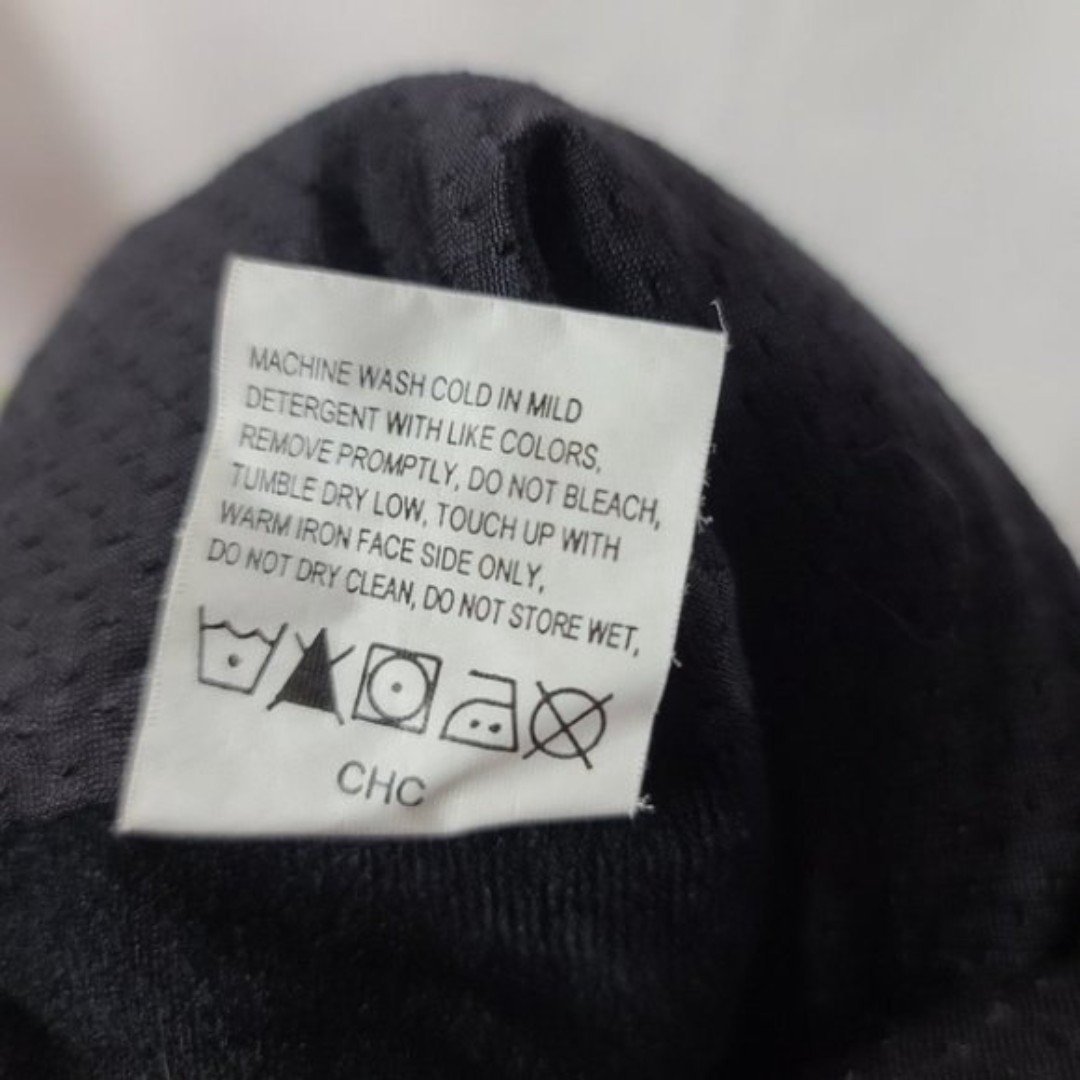 MACHINE WASH COLD IN MILD
DETERGENT WITH LIKE COLORS,
REMOVE PROMPTLY, DO NOT BLEACH,
TUMBLE DRY LOW, TOUCH UP WITH
WARM IRON FACE SIDE ONLY,
DO NOT DRY CLEAN, DO NOT STORE WET,
CHC